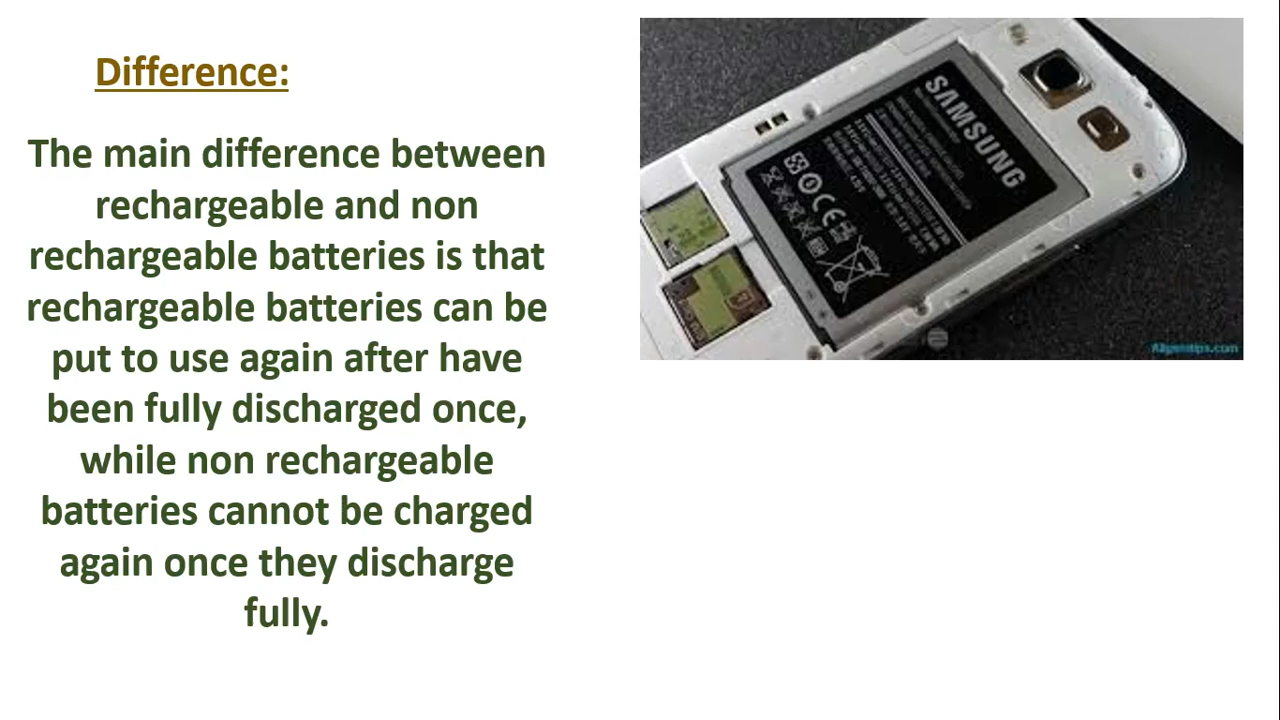 Difference:
The main difference between
rechargeable and non
rechargeable batteries is that
rechargeable batteries can be
put to use again after have
been fully discharged once,
while non rechargeable
batteries cannot be charged
again once they discharge
fully.
SAMSUNG